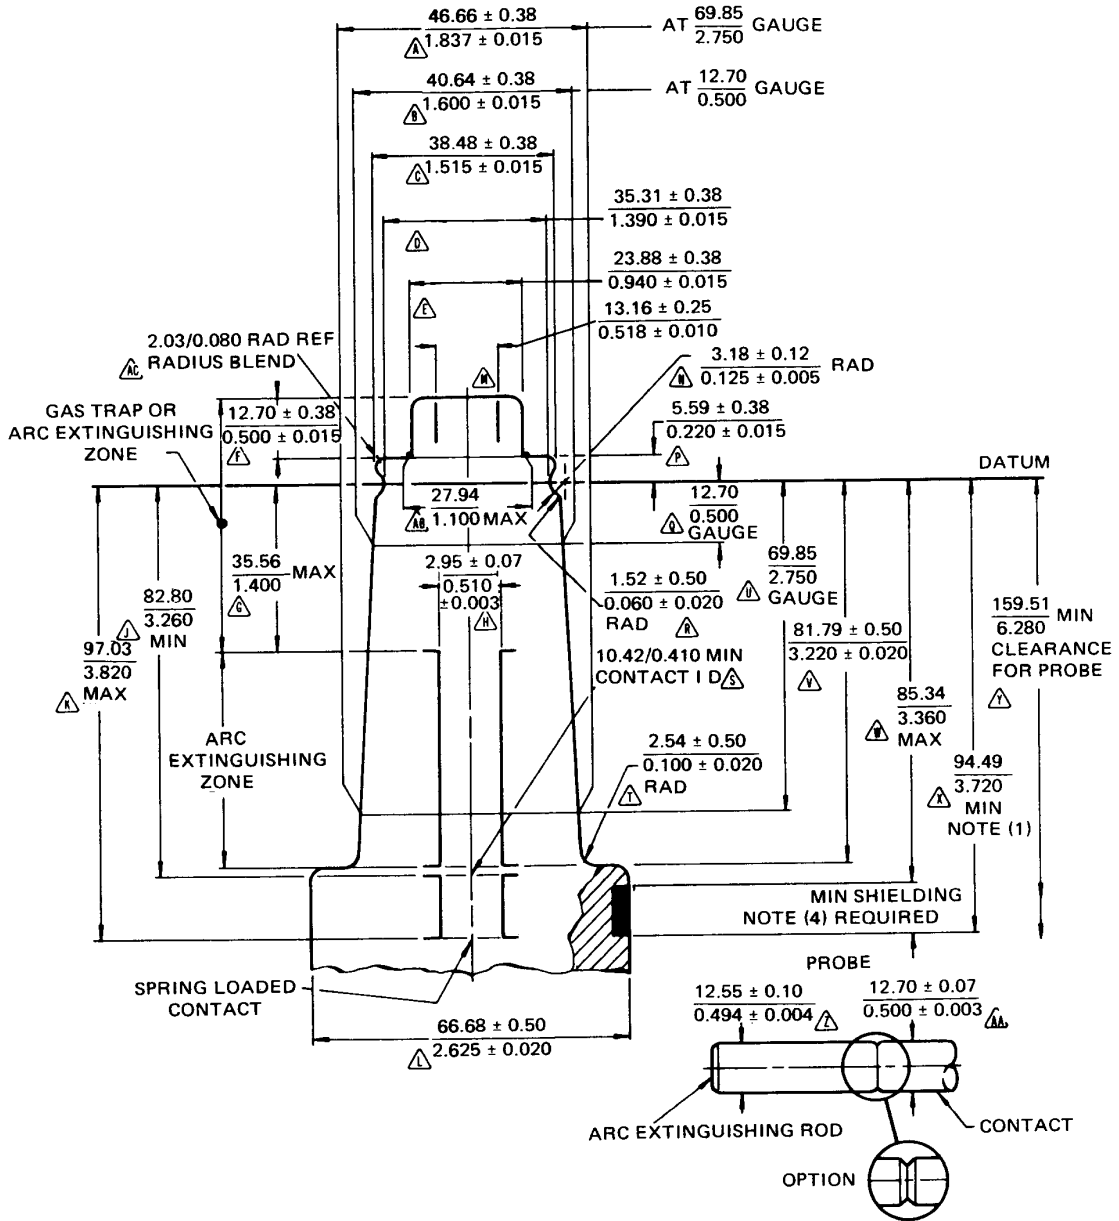 46.66 ± 0.38
A 1.837 ± 0.015
AT 69.85 GAUGE
2.750
40.64 ± 0.38
B 1.600 ± 0.015
AT 12.70 GAUGE
0.500
38.48 ± 0.38
C 1.515 ± 0.015
35.31 ± 0.38
1.390 ± 0.015
D
23.88 ± 0.38
0.940 ± 0.015
E
13.16 ± 0.25
0.518 ± 0.010
M
2.03/0.080 RAD REF
AC RADIUS BLEND
3.18 ± 0.12
N 0.125 ± 0.005 RAD
GAS TRAP OR
ARC EXTINGUISHING
ZONE
12.70 ± 0.38
0.500 ± 0.015
F
5.59 ± 0.38
0.220 ± 0.015
P
DATUM
27.94
AB 1.100 MAX
12.70
0.500
Q GAUGE
35.56
1.400 MAX
G
2.95 ± 0.07
0.510
±0.003
H
1.52 ± 0.50
0.060 ± 0.020
RAD R
69.85
2.750
U GAUGE
82.80
3.260
J MIN
97.03
3.820
K MAX
81.79 ± 0.50
3.220 ± 0.020
V
159.51 MIN
6.280
CLEARANCE
FOR PROBE
Y
10.42/0.410 MIN
CONTACT I D S
85.34
3.360
W MAX
ARC
EXTINGUISHING
ZONE
2.54 ± 0.50
0.100 ± 0.020
T RAD
94.49
3.720
X MIN
NOTE (1)
MIN SHIELDING
NOTE (4) REQUIRED
SPRING LOADED
CONTACT
66.68 ± 0.50
L 2.625 ± 0.020
PROBE
12.55 ± 0.10
0.494 ± 0.004 Z
12.70 ± 0.07
0.500 ± 0.003 AA
ARC EXTINGUISHING ROD
CONTACT
OPTION